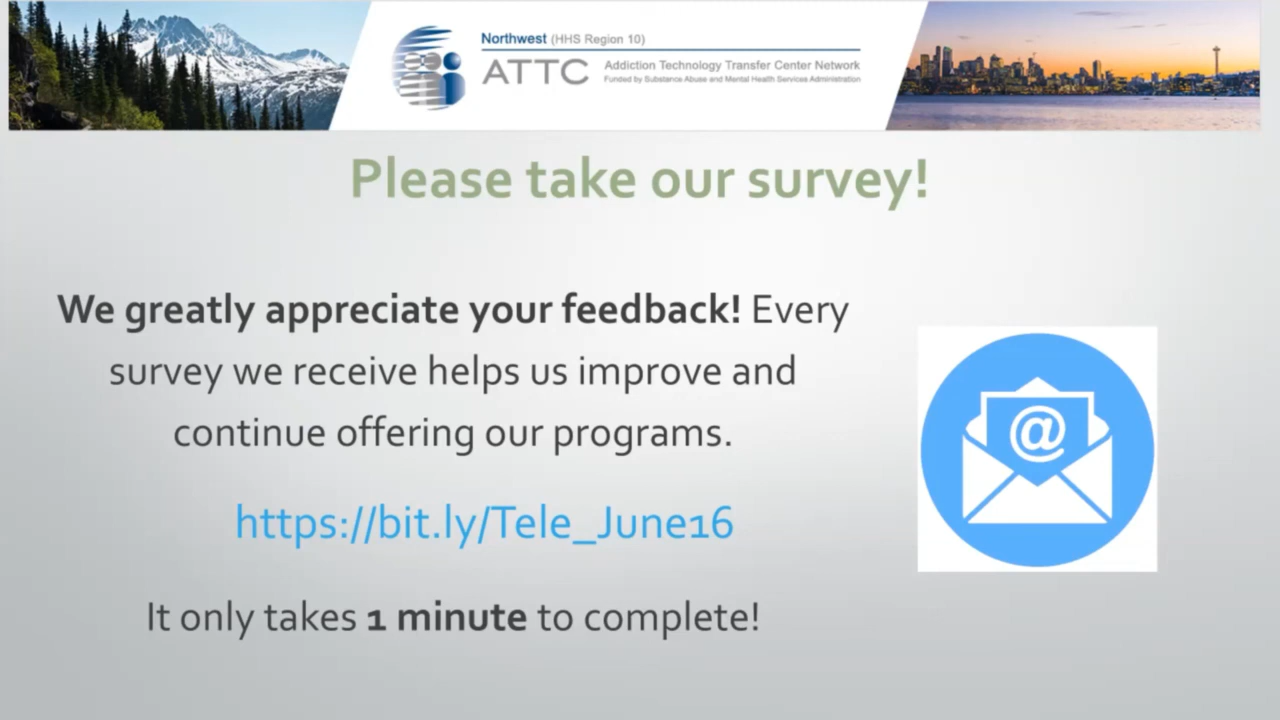 Northwest (HHS Region 10)
ATTC
Addiction Technology Transfer Center Network
Funded by Substance Abuse and Mental Health Services Administration
Please take our survey!
We greatly appreciate your feedback! Every
survey we receive helps us improve and
continue offering our programs.
https://bit.ly/Tele_June16
It only takes 1 minute to complete!
@